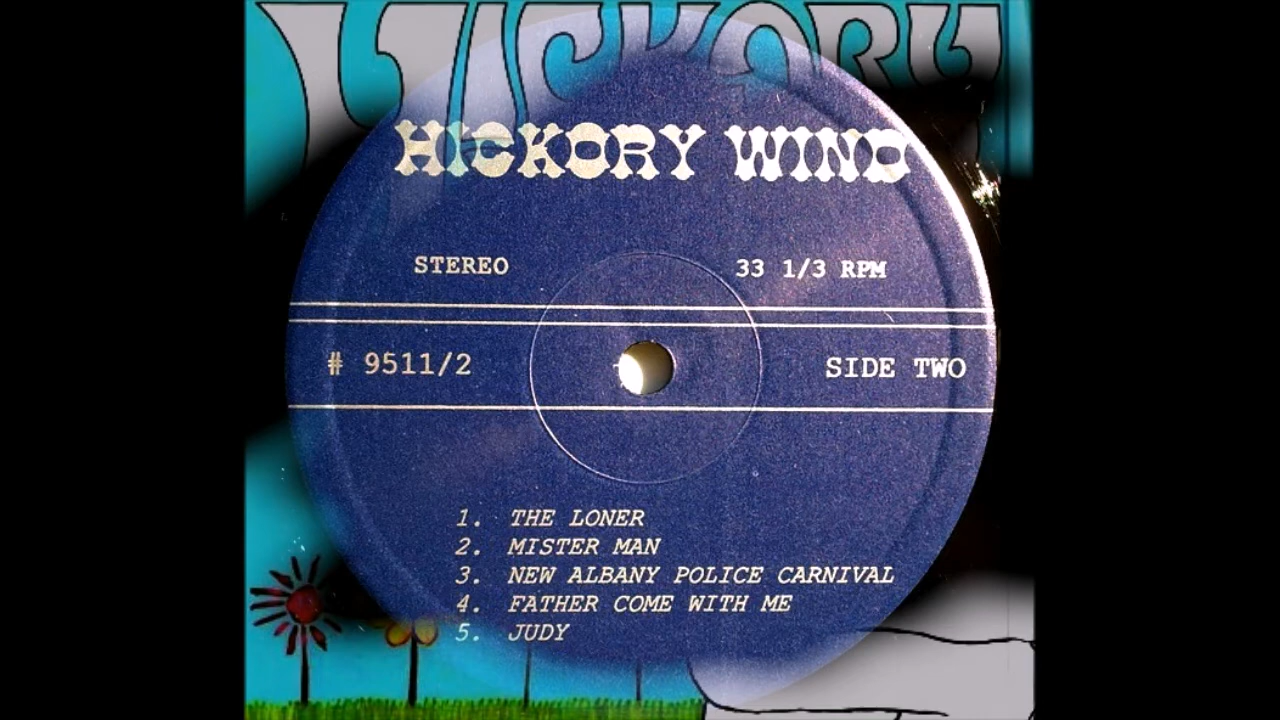 HICKORY
HICKORY WIND
STEREO 33 1/3 RPM
# 9511/2 SIDE TWO
1. THE LONER
2. MISTER MAN
3. NEW ALBANY POLICE CARNIVAL
4. FATHER COME WITH ME
5. JUDY